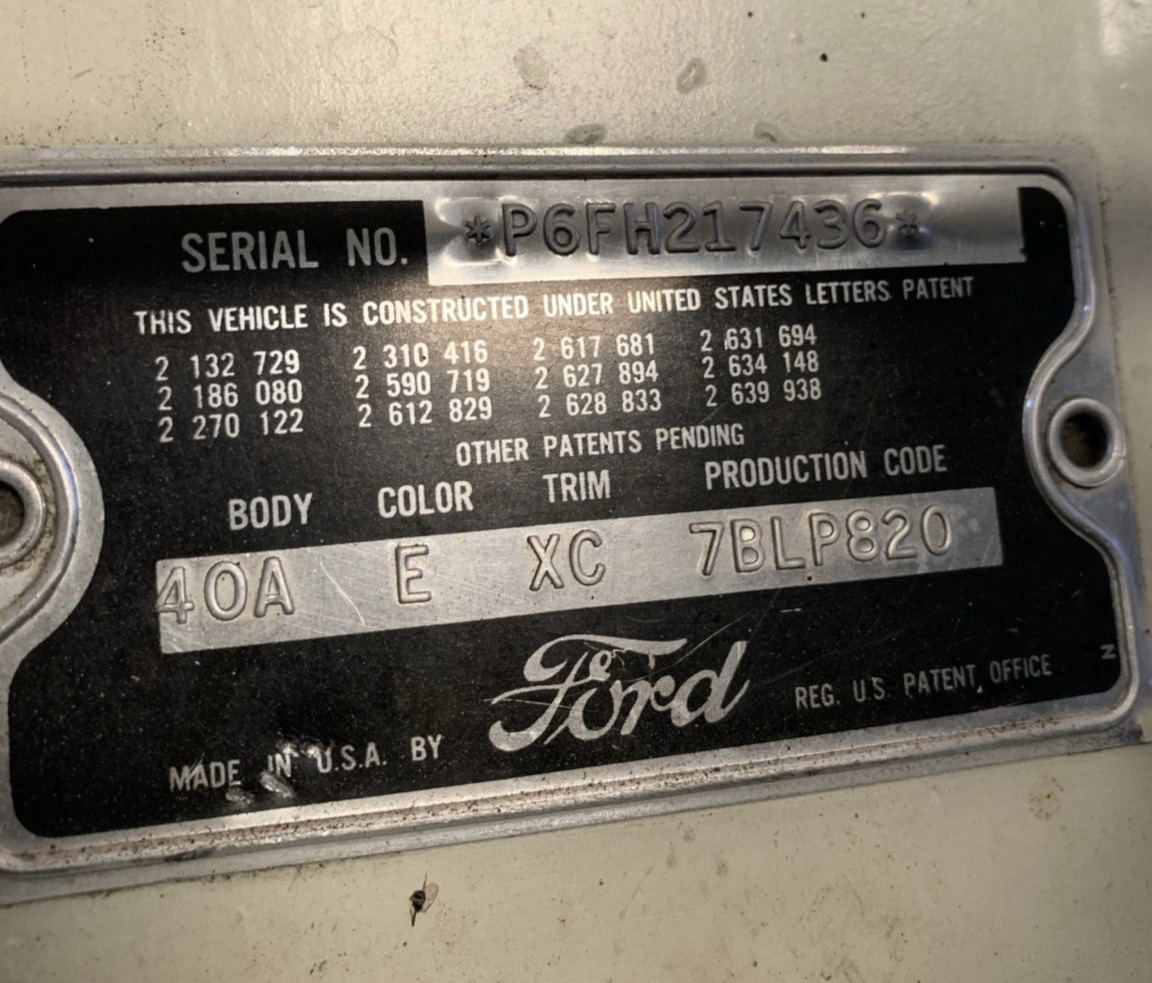 SERIAL NO. *P6FH217436*
THIS VEHICLE IS CONSTRUCTED UNDER UNITED STATES LETTERS PATENT
2 132 729 2 310 416 2 617 681 2 631 694
2 186 080 2 590 719 2 627 894 2 634 148
2 270 122 2 612 829 2 628 833 2 639 938
OTHER PATENTS PENDING
BODY COLOR TRIM PRODUCTION CODE
40A E XC 7BLP820
MADE IN U.S.A. BY Ford REG. U.S. PATENT OFFICE
N